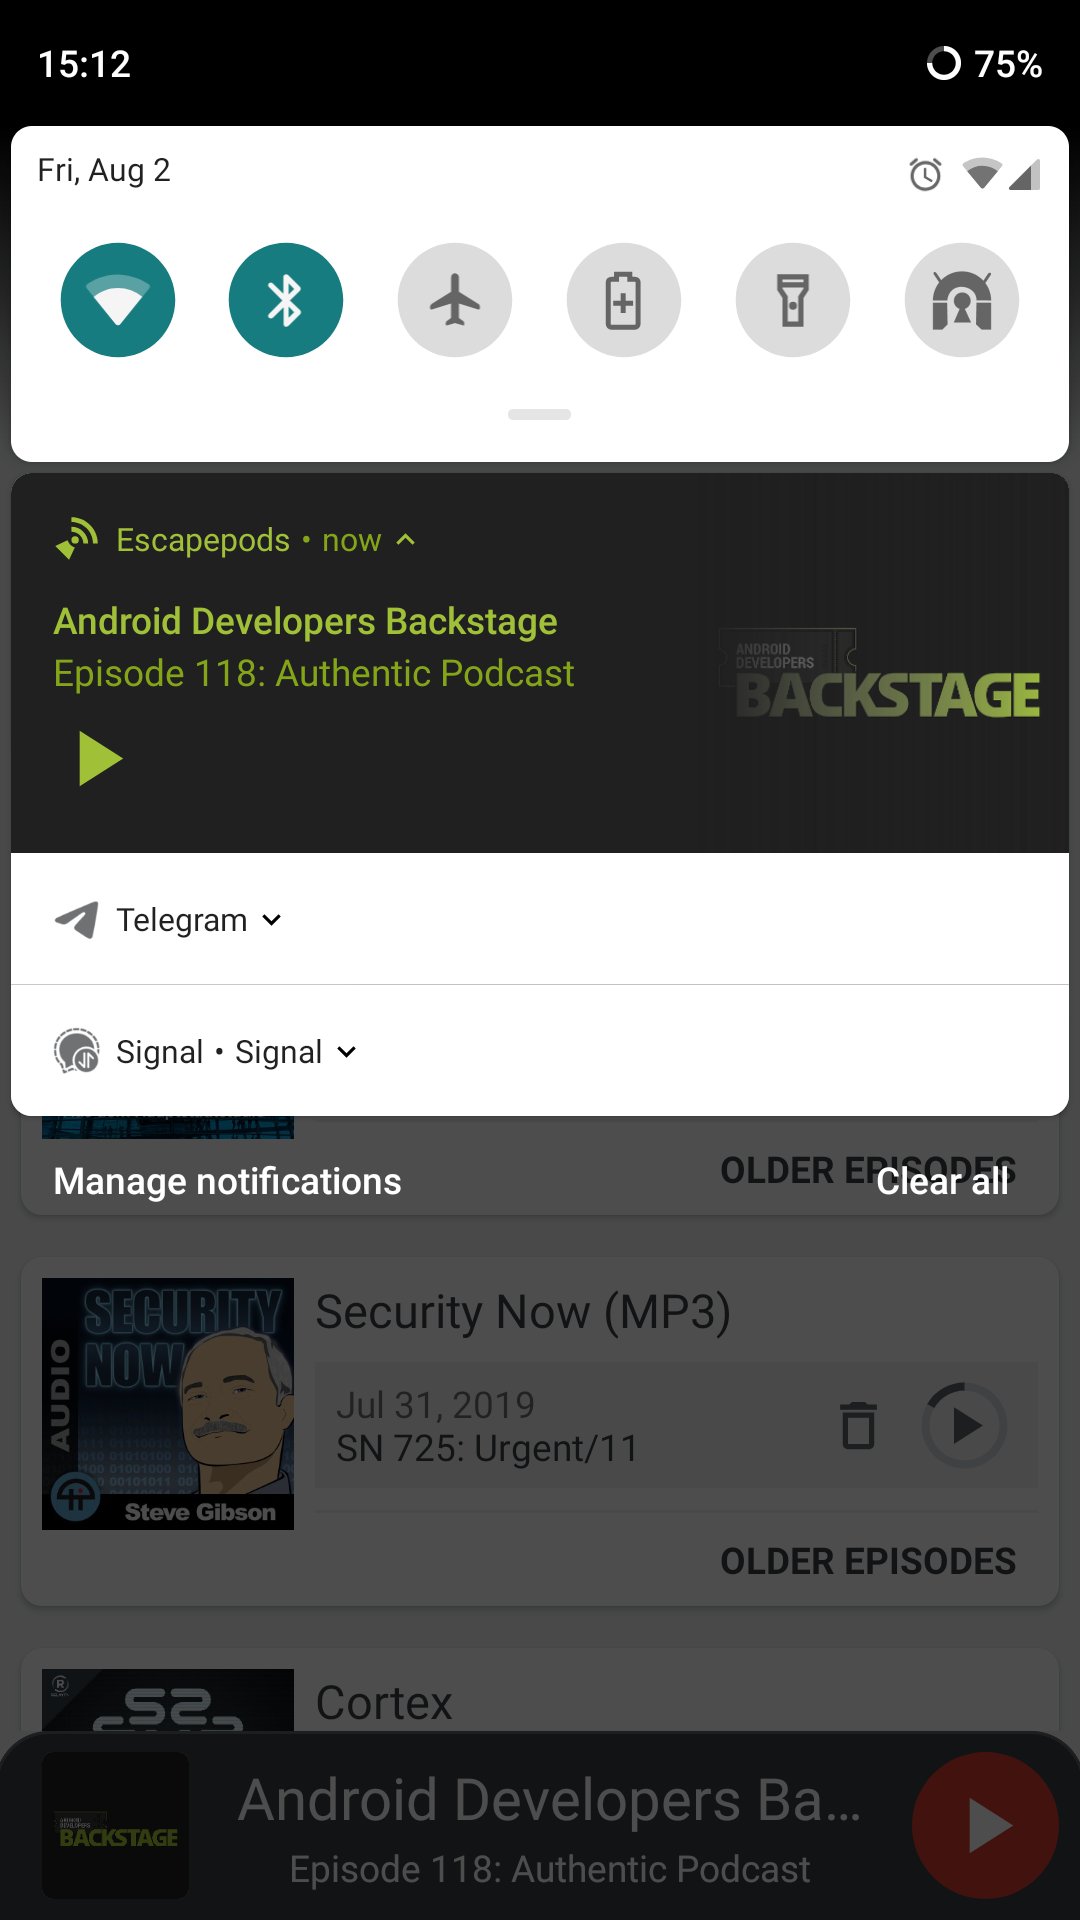 15:12
75%
Fri, Aug 2
Escapepods • now
Android Developers Backstage
Episode 118: Authentic Podcast
ANDROID
DEVELOPERS
BACKSTAGE
Telegram
Signal • Signal
OLDER EPISODES
Manage notifications
Clear all
SECURITY
NOW
AUDIO
Steve Gibson
Security Now (MP3)
Jul 31, 2019
SN 725: Urgent/11
OLDER EPISODES
Cortex
ANDROID
DEVELOPERS
BACKSTAGE
Android Developers Ba...
Episode 118: Authentic Podcast